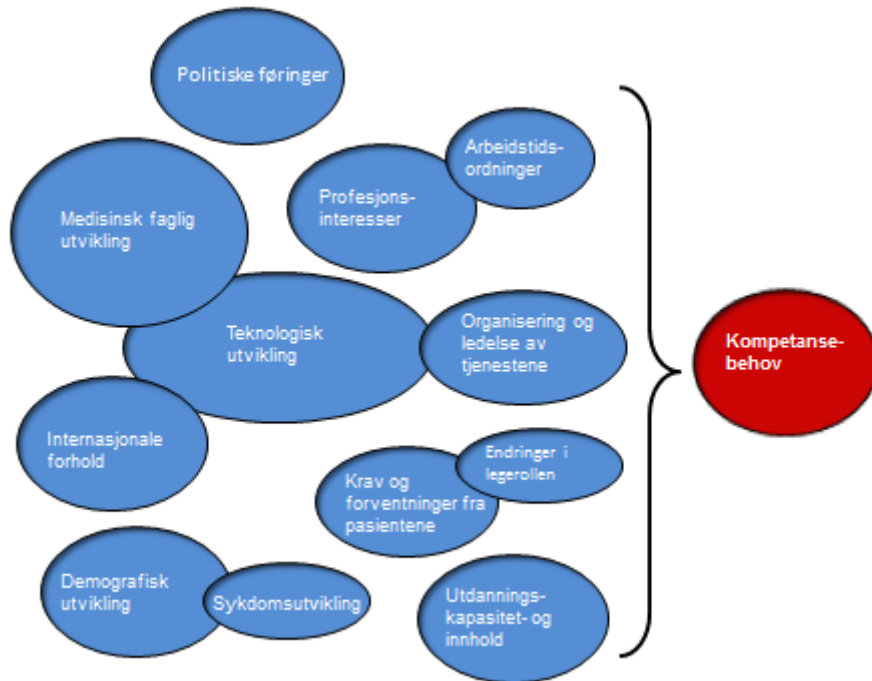 Politiske føringer
Arbeidstids-
ordninger
Profesjons-
interesser
Medisinsk faglig
utvikling
Teknologisk
utvikling
Organisering og
ledelse av
tjenestene
Kompetanse-
behov
Internasjonale
forhold
Endringer i
legerollen
Krav og
forventninger fra
pasientene
Demografisk
utvikling
Sykdomsutvikling
Utdannings-
kapasitet- og
innhold